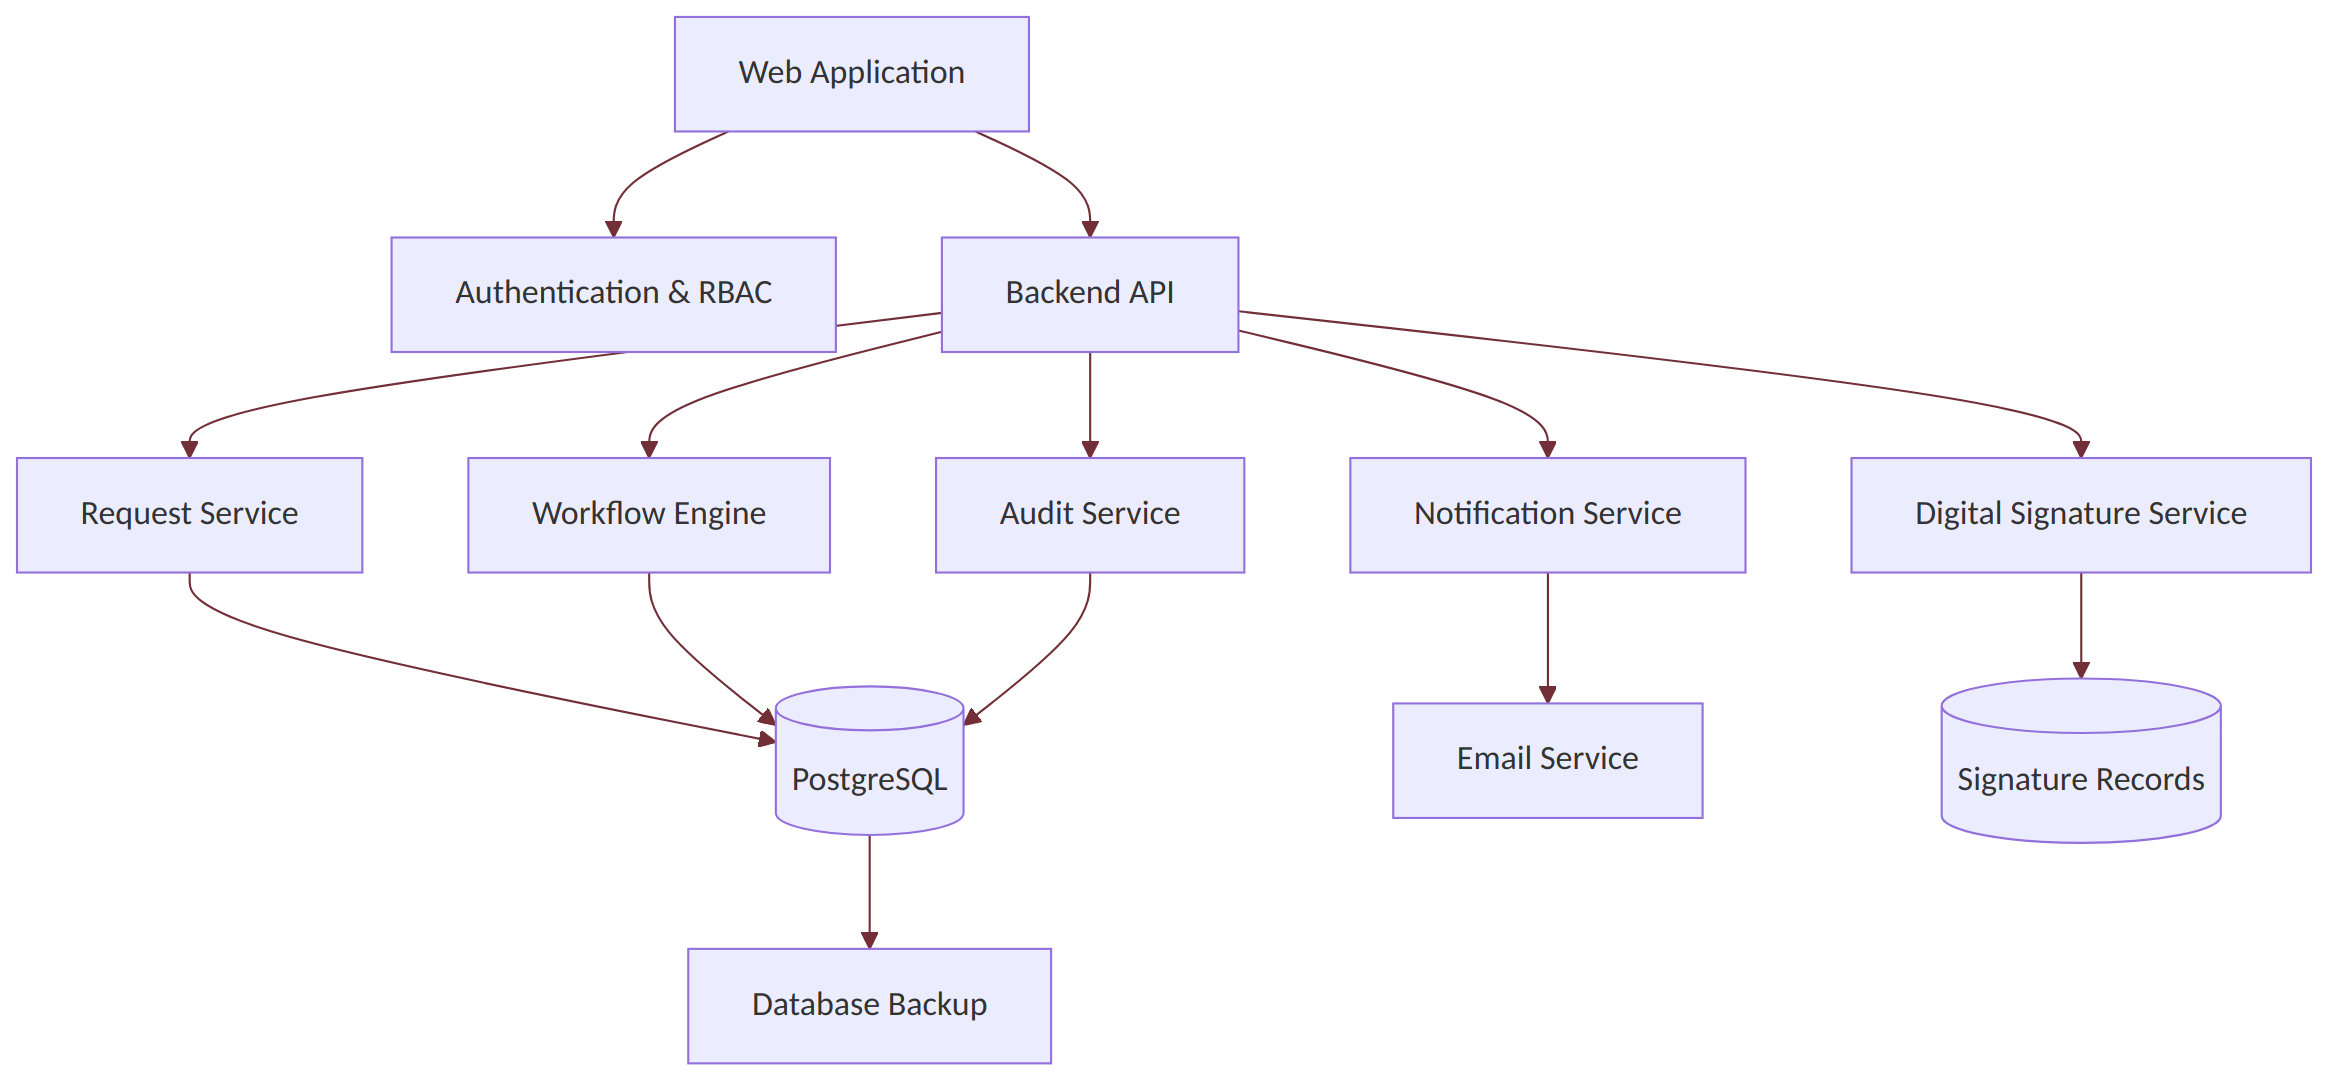 Web Application
Authentication & RBAC
Backend API
Request Service
Workflow Engine
Audit Service
Notification Service
Digital Signature Service
PostgreSQL
Email Service
Signature Records
Database Backup